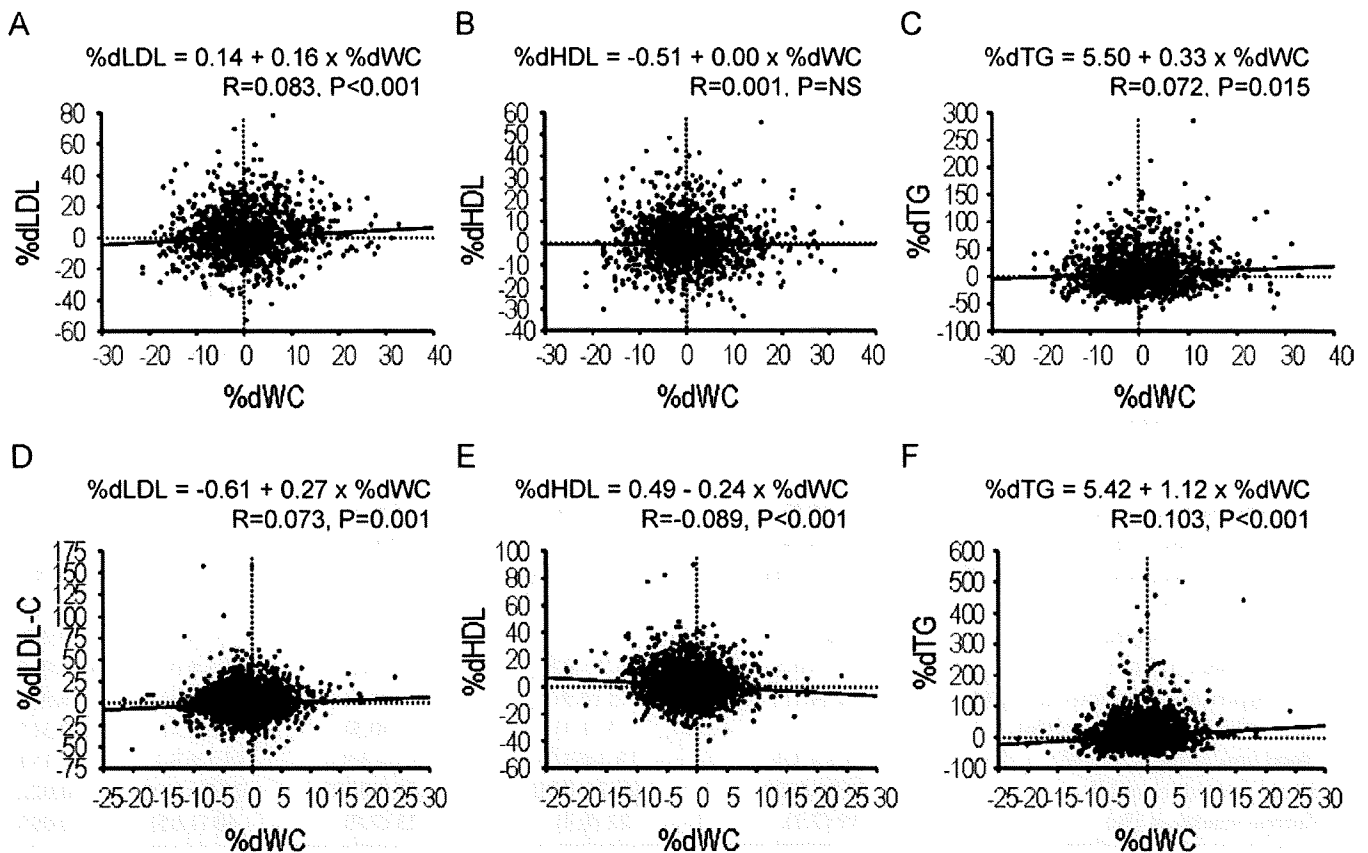 A
%dLDL = 0.14 + 0.16 x %dWC
R=0.083, P<0.001
80
60
40
20
0
-20
-40
-60
%dLDL
-30 -20 -10 0 10 20 30 40
%dWC
B
%dHDL = -0.51 + 0.00 x %dWC
R=0.001, P=NS
60
50
40
30
20
10
0
-10
-20
-30
-40
%dHDL
-30 -20 -10 0 10 20 30 40
%dWC
C
%dTG = 5.50 + 0.33 x %dWC
R=0.072, P=0.015
300
250
200
150
100
50
0
-50
-100
%dTG
-30 -20 -10 0 10 20 30 40
%dWC
D
%dLDL = -0.61 + 0.27 x %dWC
R=0.073, P=0.001
175
150
125
100
75
50
25
0
-25
-50
-75
%dLDL-C
-25-20-15-10-5 0 5 10 15 20 25 30
%dWC
E
%dHDL = 0.49 - 0.24 x %dWC
R=-0.089, P<0.001
100
80
60
40
20
0
-20
-40
-60
%dHDL
-25-20-15-10-5 0 5 10 15 20 25 30
%dWC
F
%dTG = 5.42 + 1.12 x %dWC
R=0.103, P<0.001
600
500
400
300
200
100
0
-100
%dTG
-25-20-15-10-5 0 5 10 15 20 25 30
%dWC